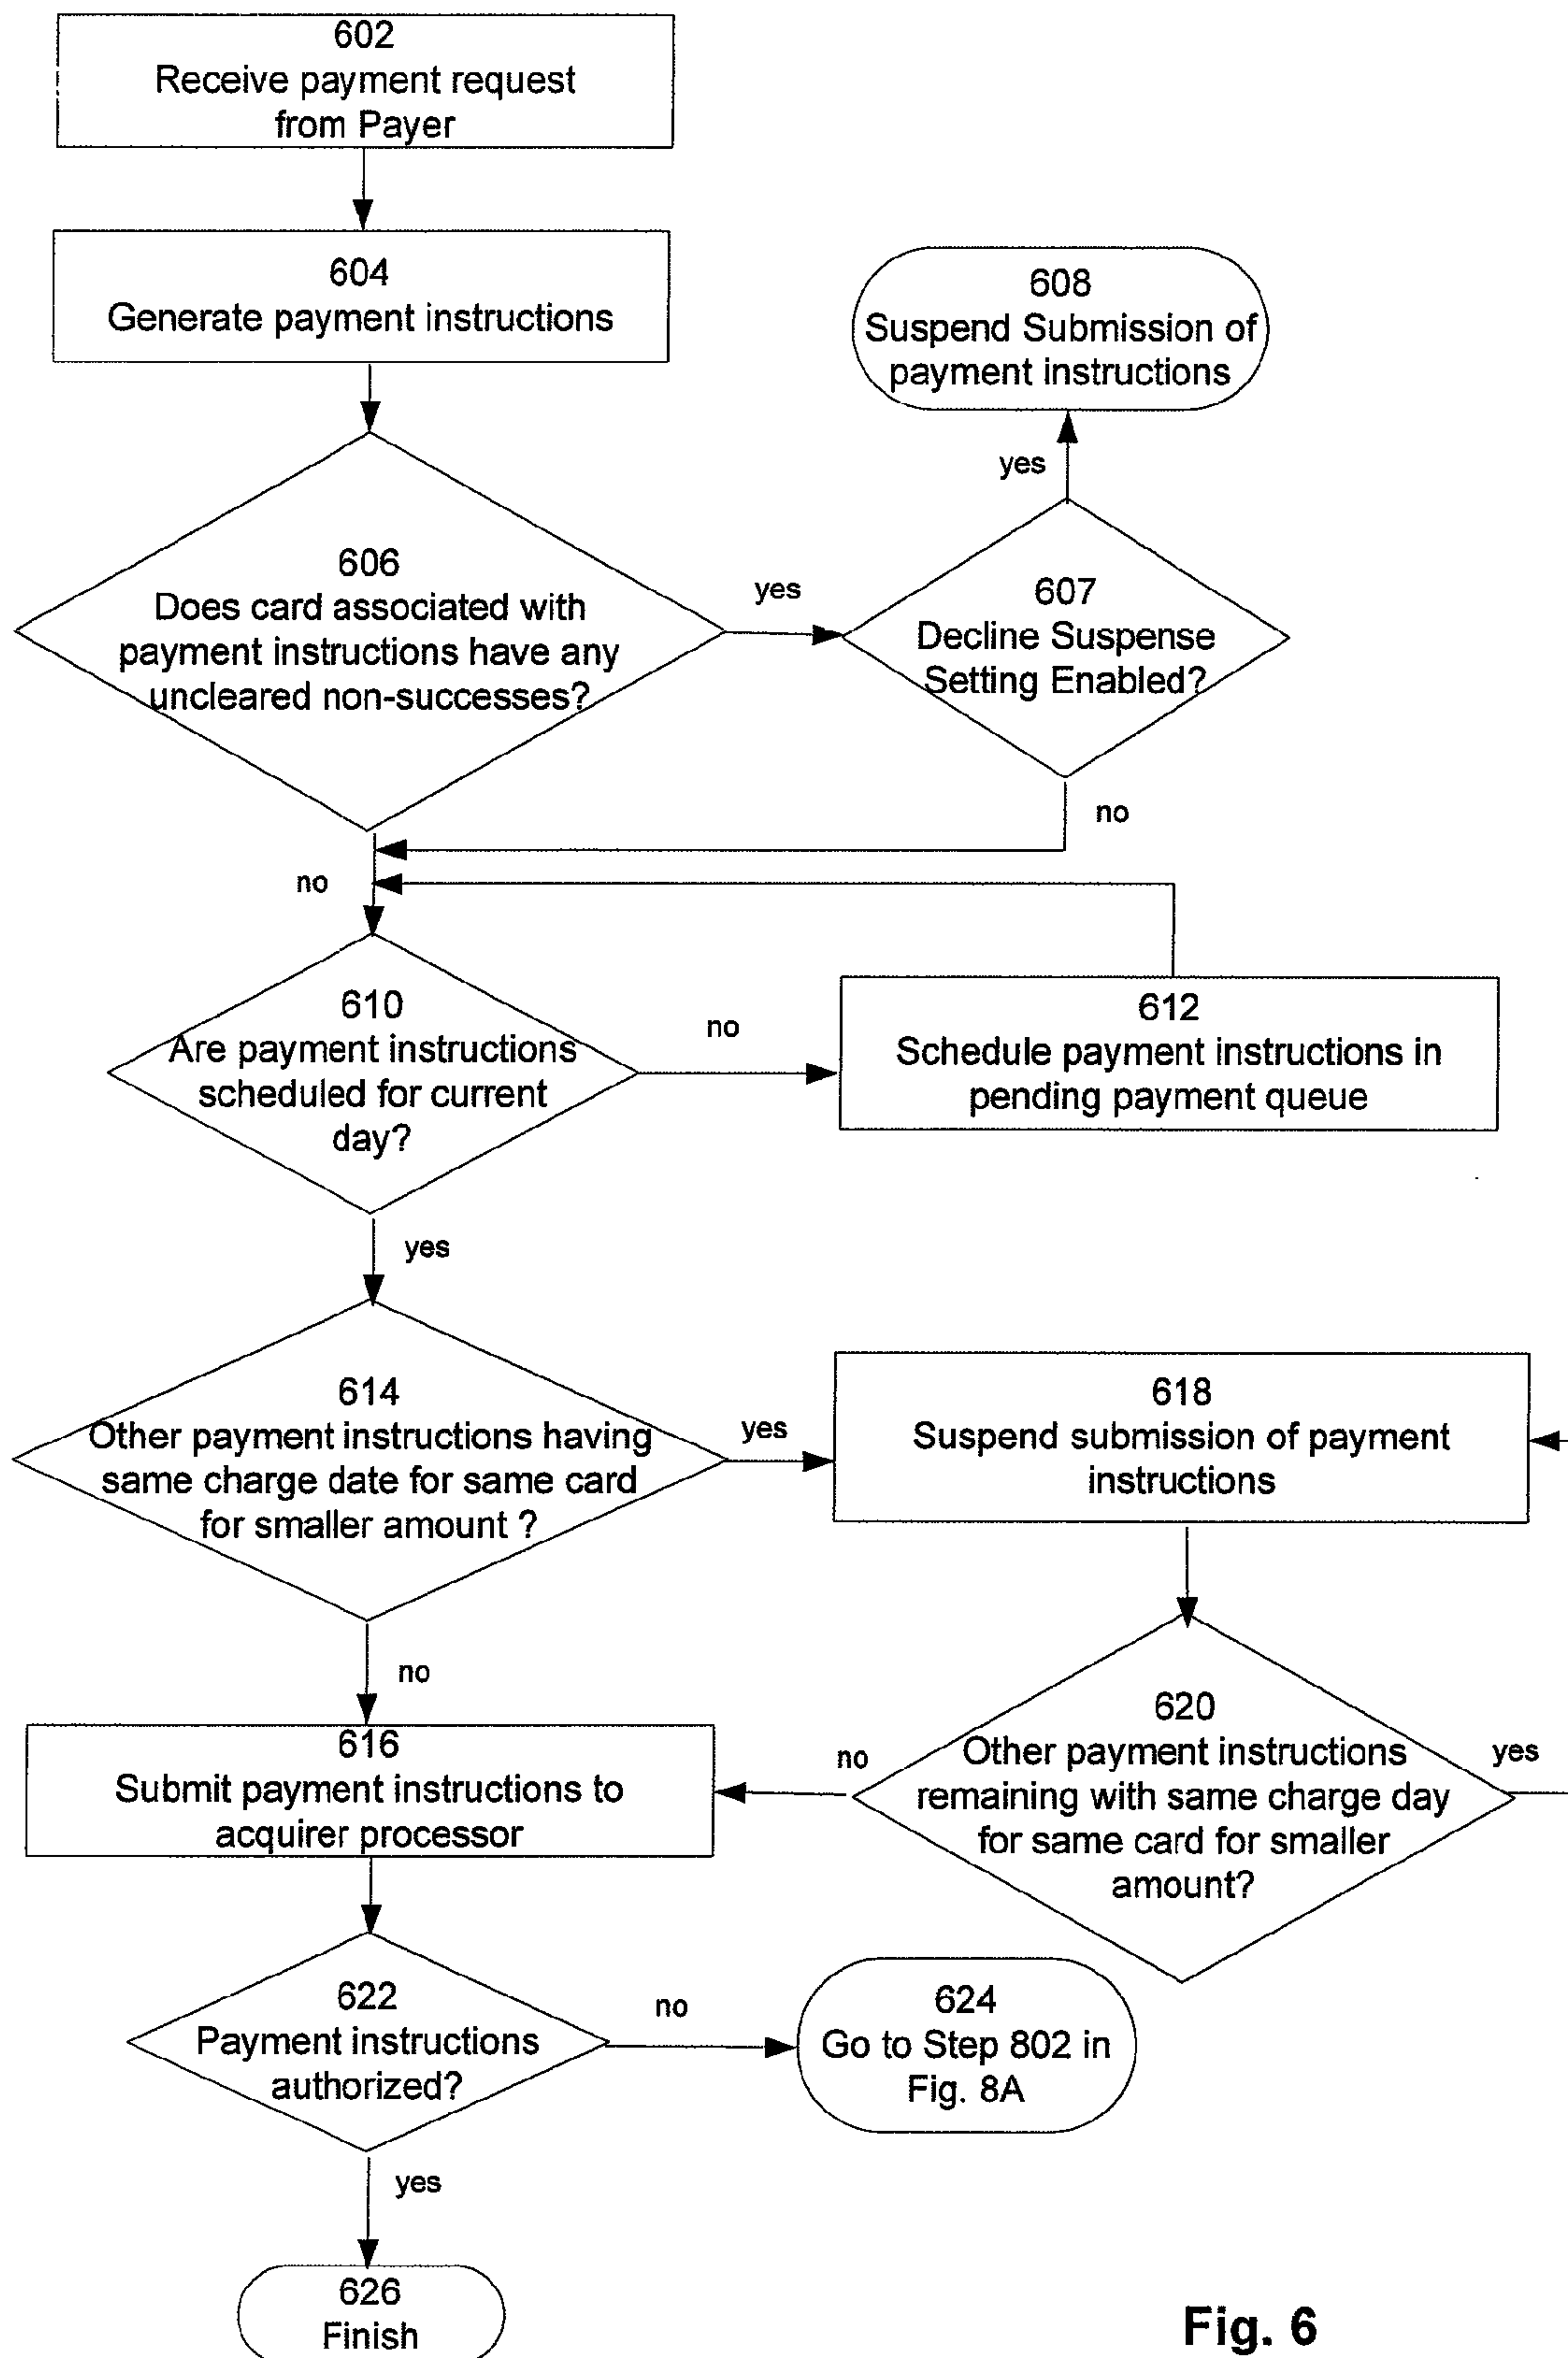 602
Receive payment request
from Payer
604
Generate payment instructions
608
Suspend Submission of
payment instructions
yes
606
Does card associated with
payment instructions have any
uncleared non-successes?
yes
607
Decline Suspense
Setting Enabled?
no
no
610
Are payment instructions
scheduled for current
day?
no
612
Schedule payment instructions in
pending payment queue
yes
614
Other payment instructions having
same charge date for same card
for smaller amount ?
yes
618
Suspend submission of payment
instructions
no
616
Submit payment instructions to
acquirer processor
no
620
Other payment instructions
remaining with same charge day
for same card for smaller
amount?
yes
622
Payment instructions
authorized?
no
624
Go to Step 802 in
Fig. 8A
yes
626
Finish
Fig. 6